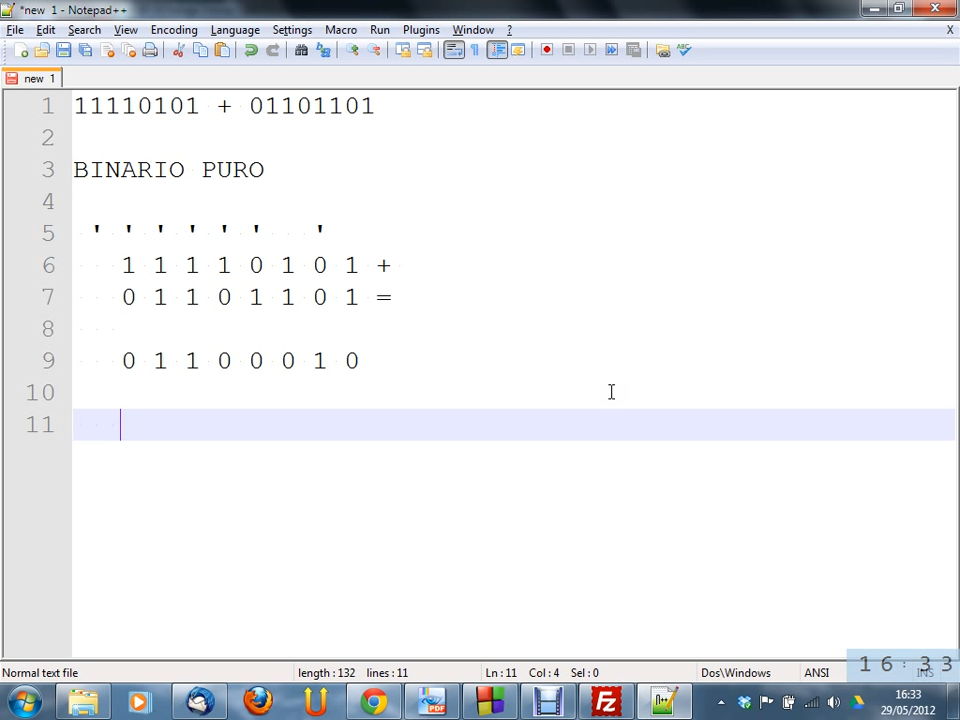 *new 1 - Notepad++
File Edit Search View Encoding Language Settings Macro Run Plugins Window ? X
new 1
1 11110101 + 01101101
2
3 BINARIO PURO
4
5 ' ' ' ' ' ' '
6 1 1 1 1 0 1 0 1 +
7 0 1 1 0 1 1 0 1 =
8
9 0 1 1 0 0 0 1 0
10
11
Normal text file length : 132 lines : 11 Ln : 11 Col : 4 Sel : 0 Dos\Windows ANSI INS
16:33
16:33
29/05/2012